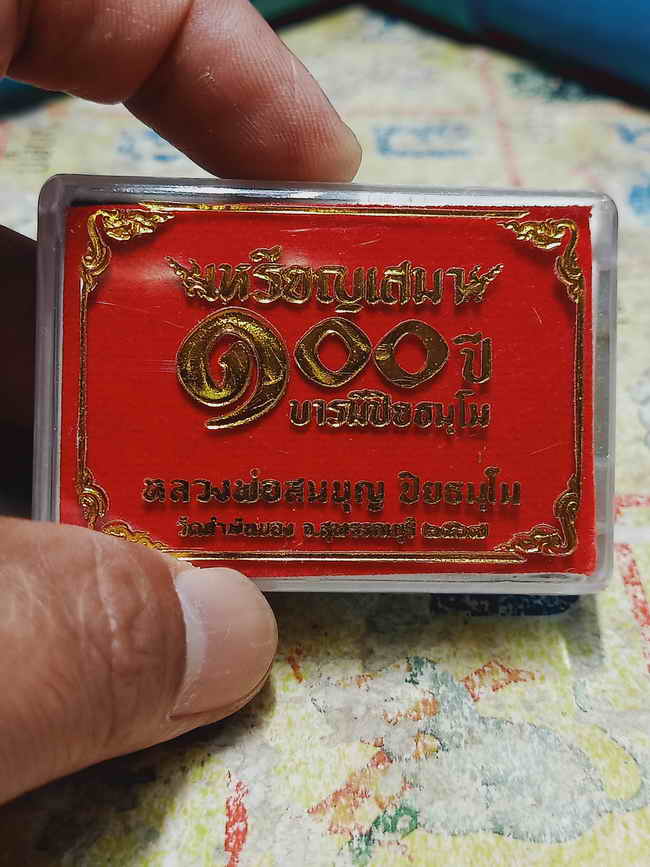 เหรียญเสมา
๑๐๐ ปี
บารมีปิยธมฺโม
หลวงพ่อสมบุญ ปิยธมฺโม
วัดลำพันบอง จ.สุพรรณบุรี ๒๕๖๗